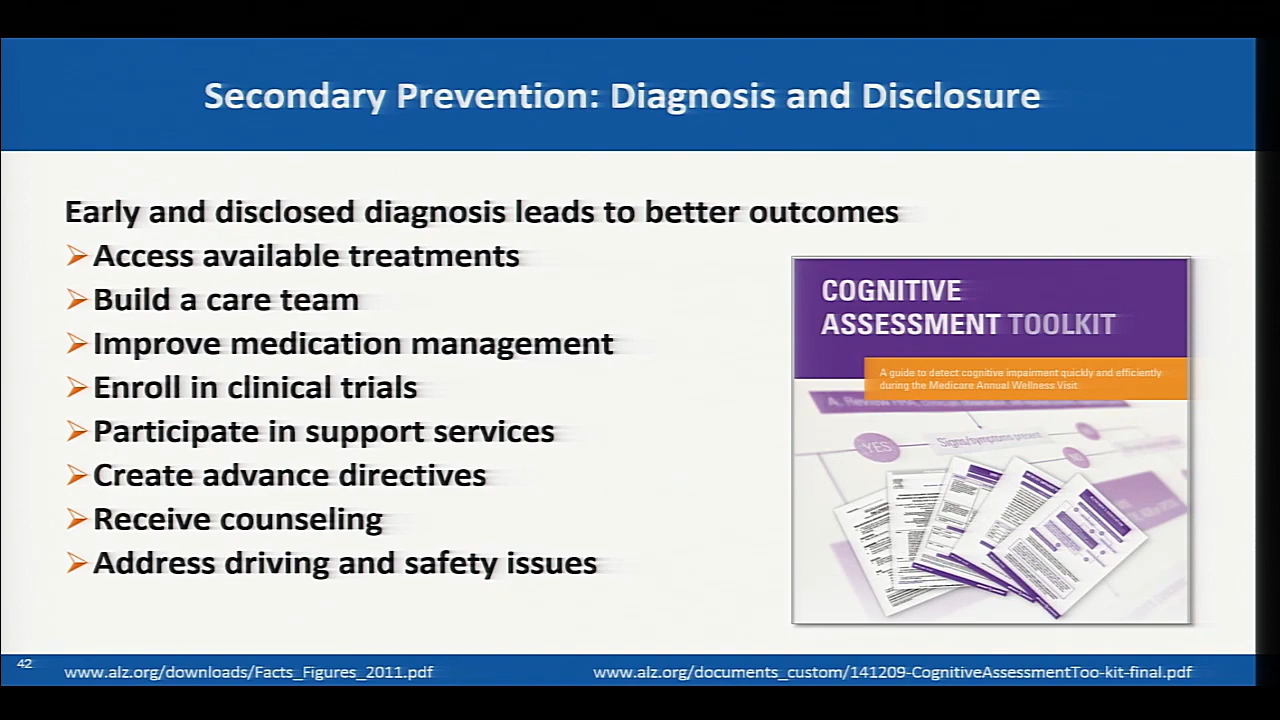 Secondary Prevention: Diagnosis and Disclosure
Early and disclosed diagnosis leads to better outcomes
Access available treatments
Build a care team
Improve medication management
Enroll in clinical trials
Participate in support services
Create advance directives
Receive counseling
Address driving and safety issues
COGNITIVE
ASSESSMENT TOOLKIT
A guide to detect cognitive impairment quickly and efficiently
during the Medicare Annual Wellness Visit
YES
Signs/symptoms present
42
www.alz.org/downloads/Facts_Figures_2011.pdf
www.alz.org/documents_custom/141209-CognitiveAssessmentToo-kit-final.pdf